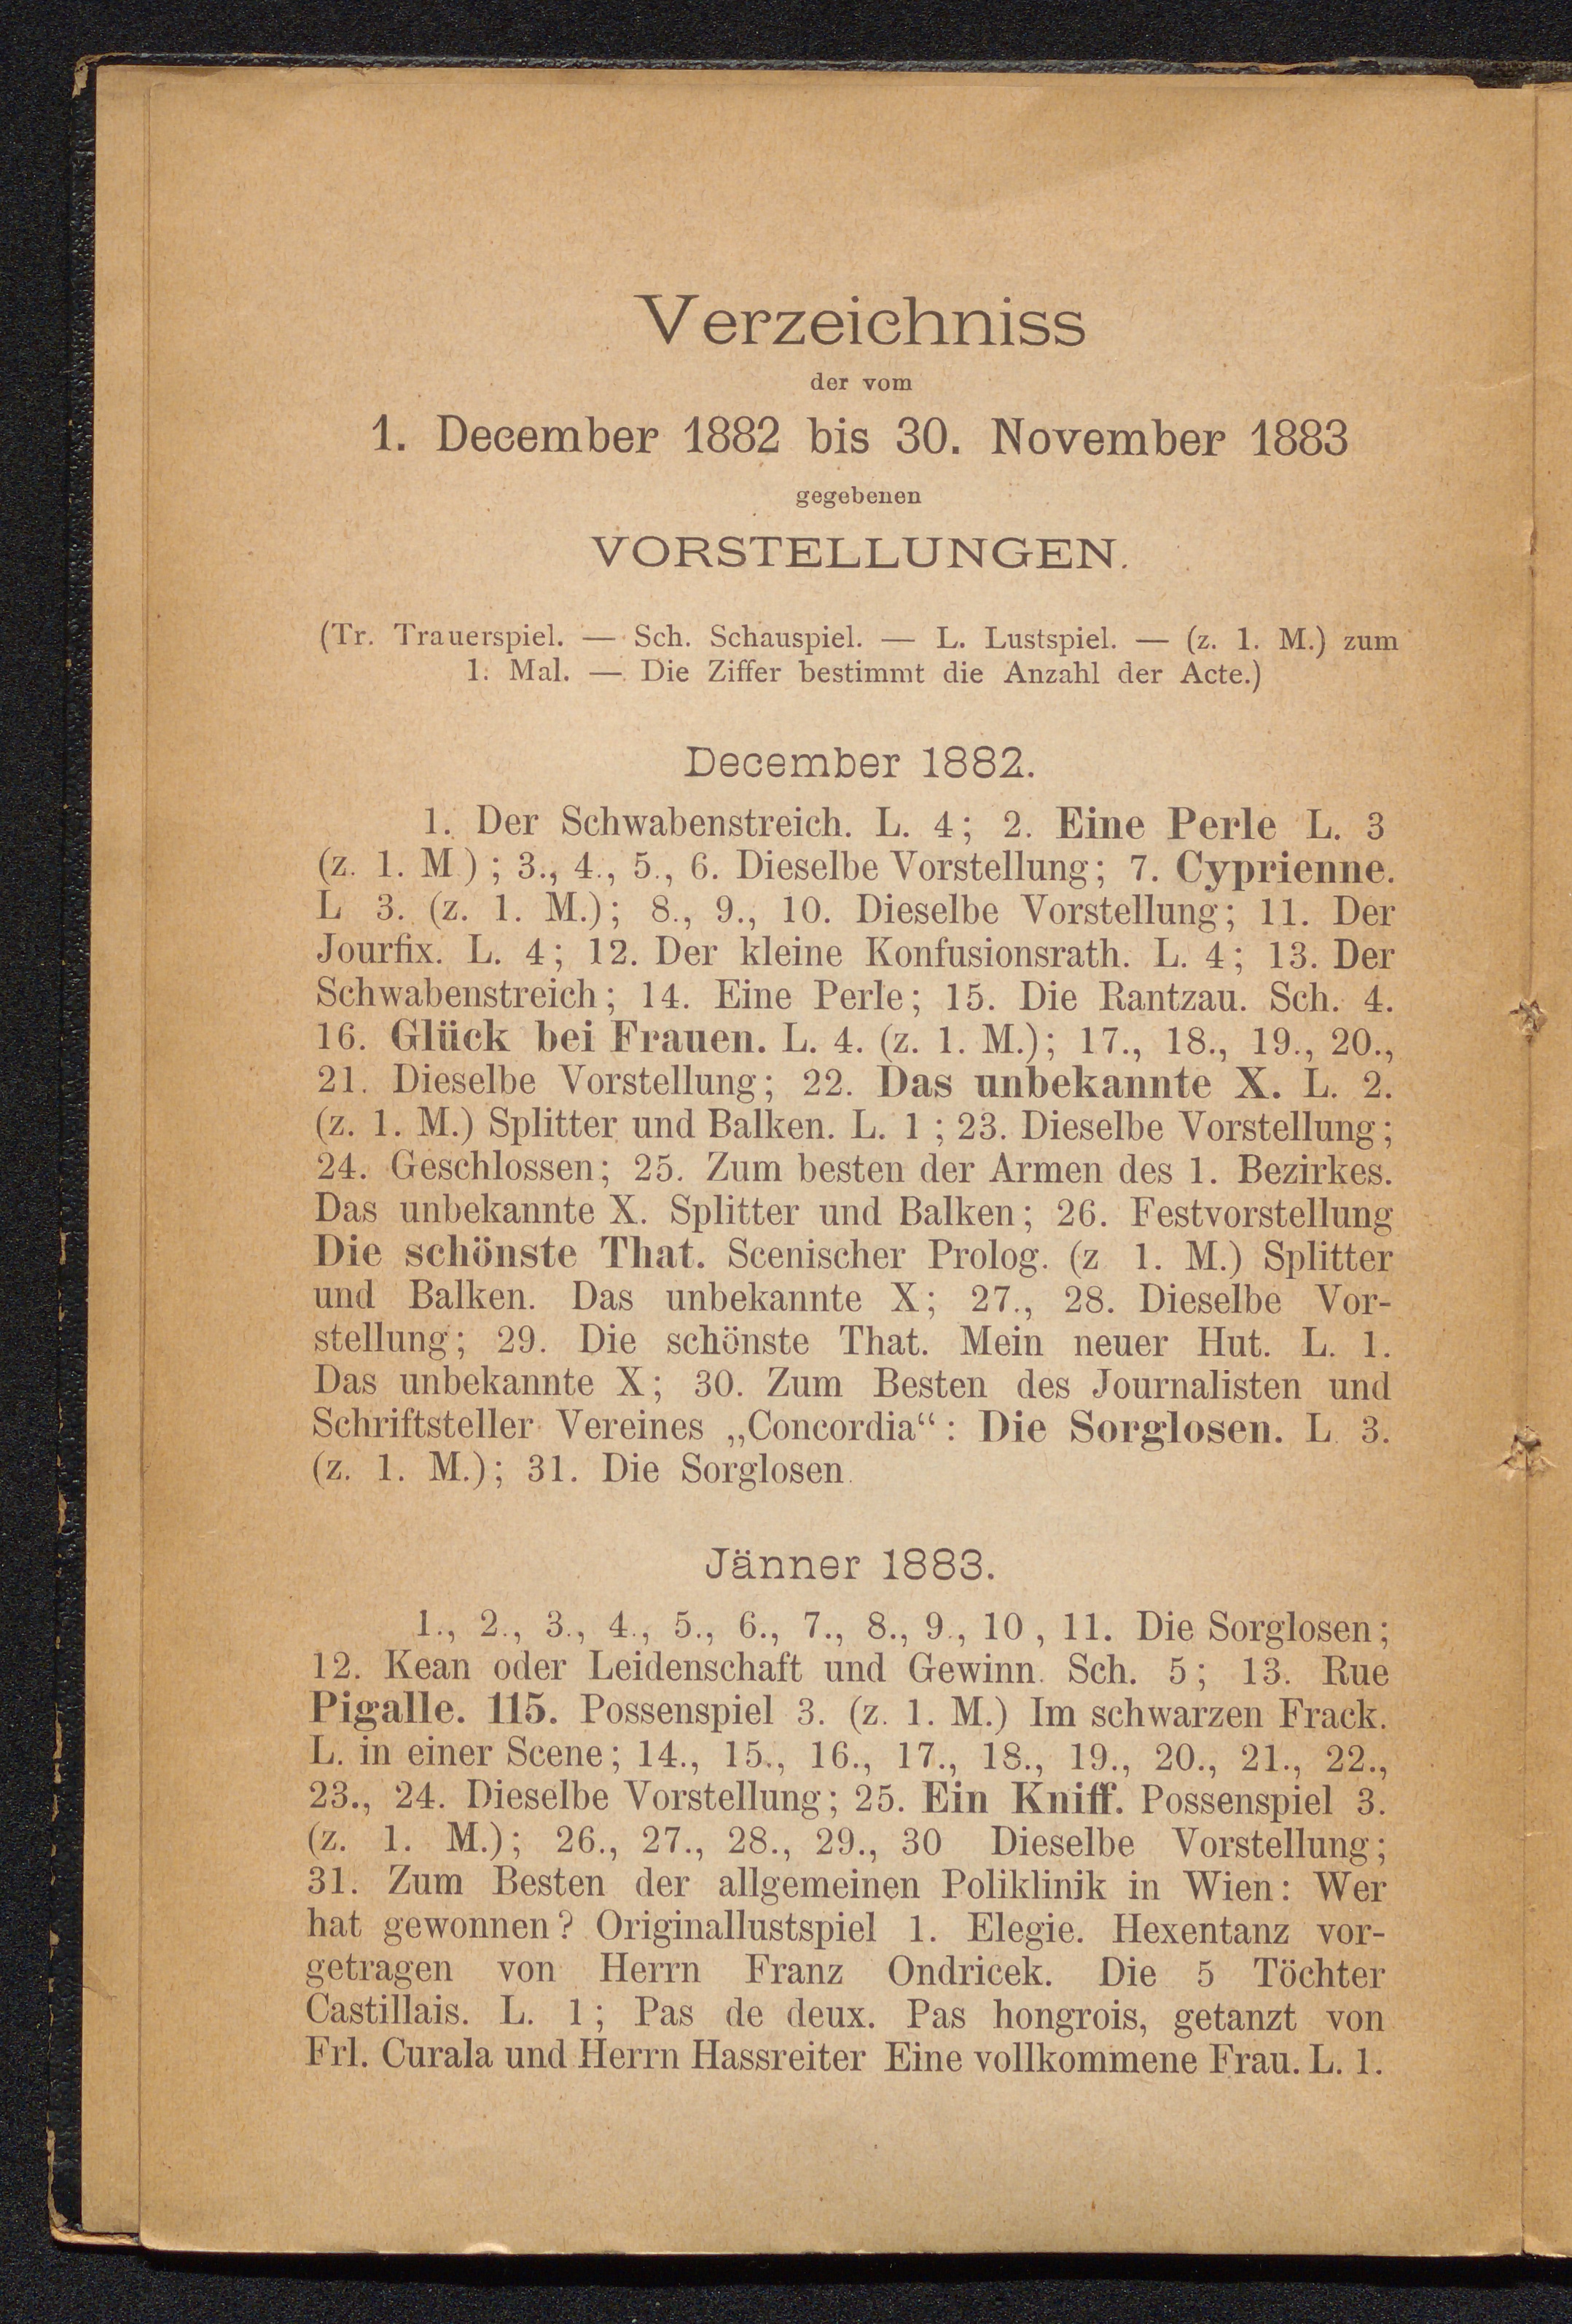 Verzeichniss
der vom
1. December 1882 bis 30. November 1883
gegebenen
VORSTELLUNGEN.
(Tr. Trauerspiel. — Sch. Schauspiel. — L. Lustspiel. — (z. 1. M.) zum
1. Mal. — Die Ziffer bestimmt die Anzahl der Acte.)
December 1882.
1. Der Schwabenstreich. L. 4; 2. Eine Perle L. 3
(z. 1. M.); 3., 4., 5., 6. Dieselbe Vorstellung; 7. Cyprienne.
L 3. (z. 1. M.); 8., 9., 10. Dieselbe Vorstellung; 11. Der
Jourfix. L. 4; 12. Der kleine Konfusionsrath. L. 4; 13. Der
Schwabenstreich; 14. Eine Perle; 15. Die Rantzau. Sch. 4.
16. Glück bei Frauen. L. 4. (z. 1. M.); 17., 18., 19., 20.,
21. Dieselbe Vorstellung; 22. Das unbekannte X. L. 2.
(z. 1. M.) Splitter und Balken. L. 1 ; 23. Dieselbe Vorstellung;
24. Geschlossen; 25. Zum besten der Armen des 1. Bezirkes.
Das unbekannte X. Splitter und Balken; 26. Festvorstellung
Die schönste That. Scenischer Prolog. (z 1. M.) Splitter
und Balken. Das unbekannte X; 27., 28. Dieselbe Vor-
stellung; 29. Die schönste That. Mein neuer Hut. L. 1.
Das unbekannte X; 30. Zum Besten des Journalisten und
Schriftsteller Vereines „Concordia“: Die Sorglosen. L. 3.
(z. 1. M.); 31. Die Sorglosen.
Jänner 1883.
1., 2., 3., 4., 5., 6., 7., 8., 9., 10 , 11. Die Sorglosen;
12. Kean oder Leidenschaft und Gewinn. Sch. 5; 13. Rue
Pigalle. 115. Possenspiel 3. (z. 1. M.) Im schwarzen Frack.
L. in einer Scene; 14., 15., 16., 17., 18., 19., 20., 21., 22.,
23., 24. Dieselbe Vorstellung; 25. Ein Kniff. Possenspiel 3.
(z. 1. M.); 26., 27., 28., 29., 30 Dieselbe Vorstellung;
31. Zum Besten der allgemeinen Poliklinik in Wien: Wer
hat gewonnen? Originallustspiel 1. Elegie. Hexentanz vor-
getragen von Herrn Franz Ondricek. Die 5 Töchter
Castillais. L. 1; Pas de deux. Pas hongrois, getanzt von
Frl. Curala und Herrn Hassreiter Eine vollkommene Frau. L. 1.